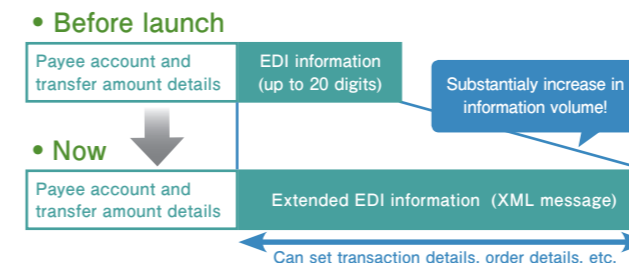 • Before launch
Payee account and
transfer amount details
EDI information
(up to 20 digits)
Substantialy increase in
information volume!
• Now
Payee account and
transfer amount details
Extended EDI information (XML message)
Can set transaction details, order details, etc.